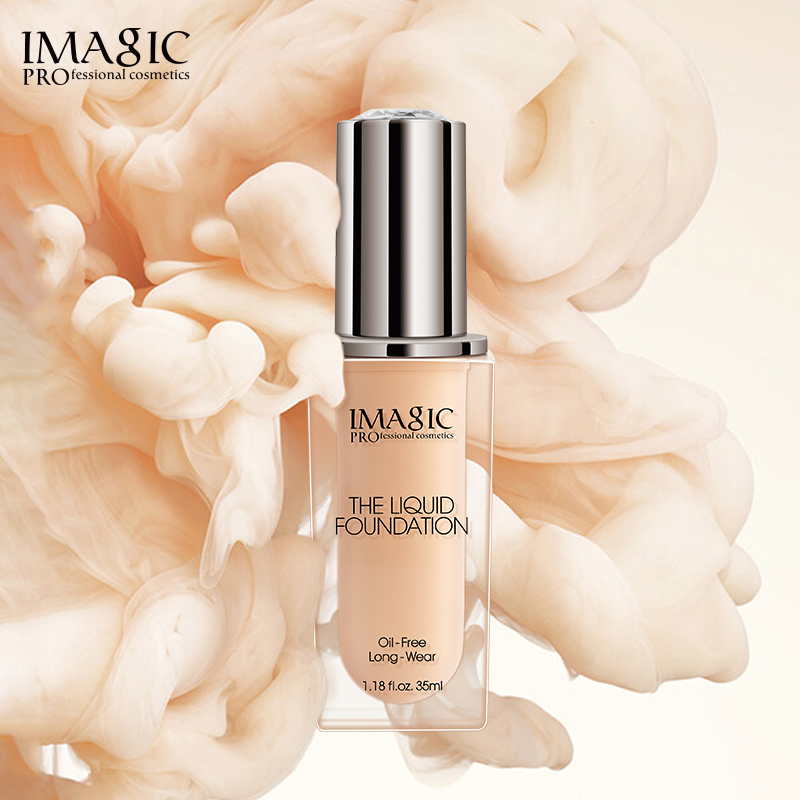 IMAGIC
PROfessional cosmetics
IMAGIC
PROfessional cosmetics
THE LIQUID
FOUNDATION
Oil-Free
Long-Wear
1.18 fl.oz. 35ml